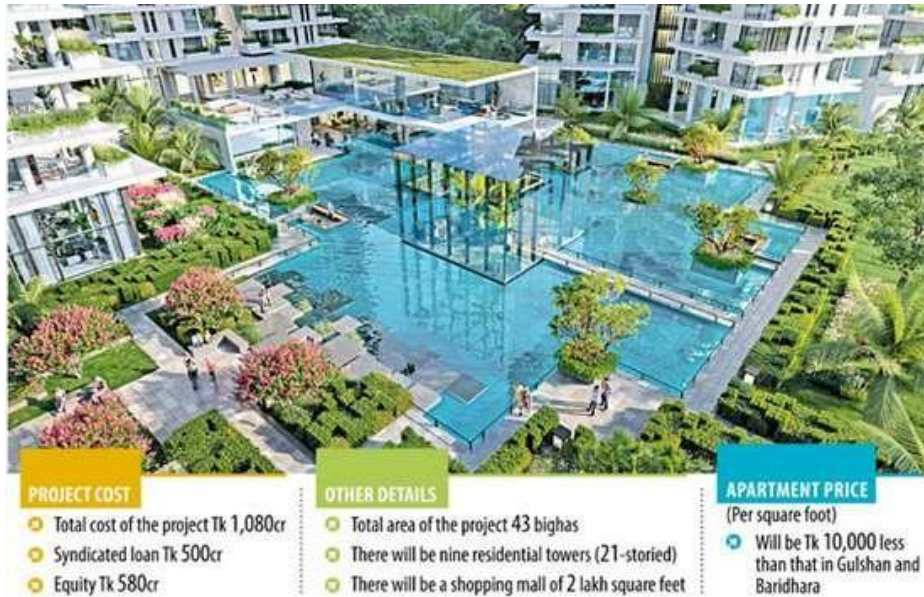 PROJECT COST
Total cost of the project Tk 1,080cr
Syndicated loan Tk 500cr
Equity Tk 580cr
OTHER DETAILS
Total area of the project 43 bighas
There will be nine residential towers (21-storied)
There will be a shopping mall of 2 lakh square feet
APARTMENT PRICE
(Per square foot)
Will be Tk 10,000 less
than that in Gulshan and
Baridhara